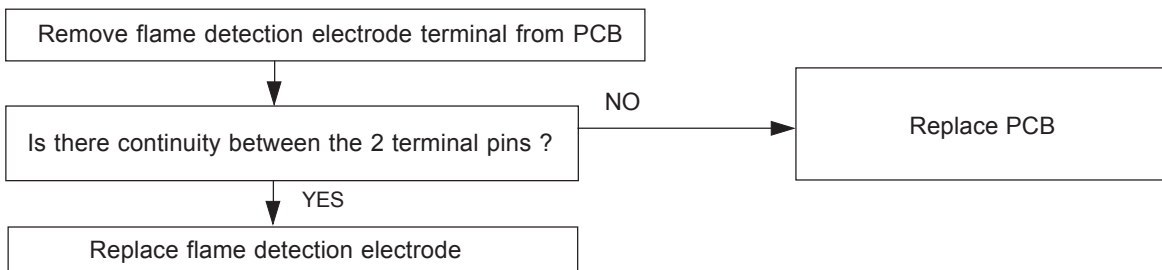 Remove flame detection electrode terminal from PCB
NO
Is there continuity between the 2 terminal pins ?
Replace PCB
YES
Replace flame detection electrode